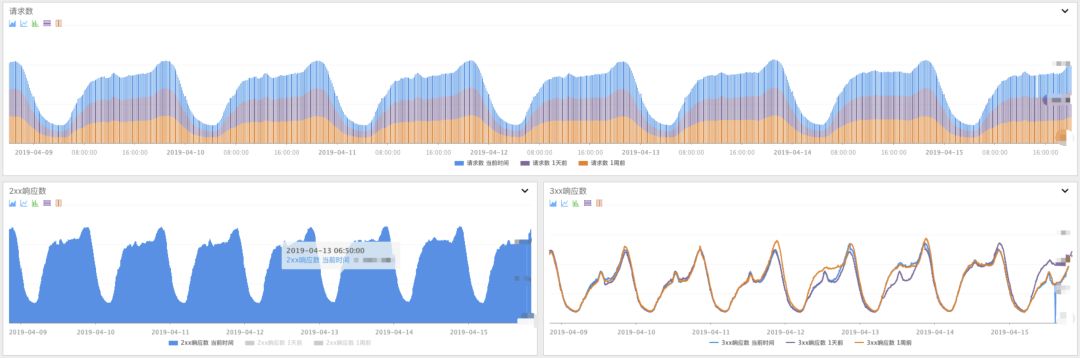 请求数
2019-04-09 08:00:00 16:00:00 2019-04-10 08:00:00 16:00:00 2019-04-11 08:00:00 16:00:00 2019-04-12 08:00:00 16:00:00 2019-04-13 08:00:00 16:00:00 2019-04-14 08:00:00 16:00:00 2019-04-15 08:00:00 16:00:00
请求数 当前时间 请求数 1天前 请求数 1周前
2xx响应数
2019-04-13 06:50:00
2xx响应数 当前时间
2019-04-09 2019-04-10 2019-04-11 2019-04-12 2019-04-13 2019-04-14 2019-04-15
2xx响应数 当前时间 2xx响应数 1天前 2xx响应数 1周前
3xx响应数
2019-04-09 2019-04-10 2019-04-11 2019-04-12 2019-04-13 2019-04-14 2019-04-15
3xx响应数 当前时间 3xx响应数 1天前 3xx响应数 1周前